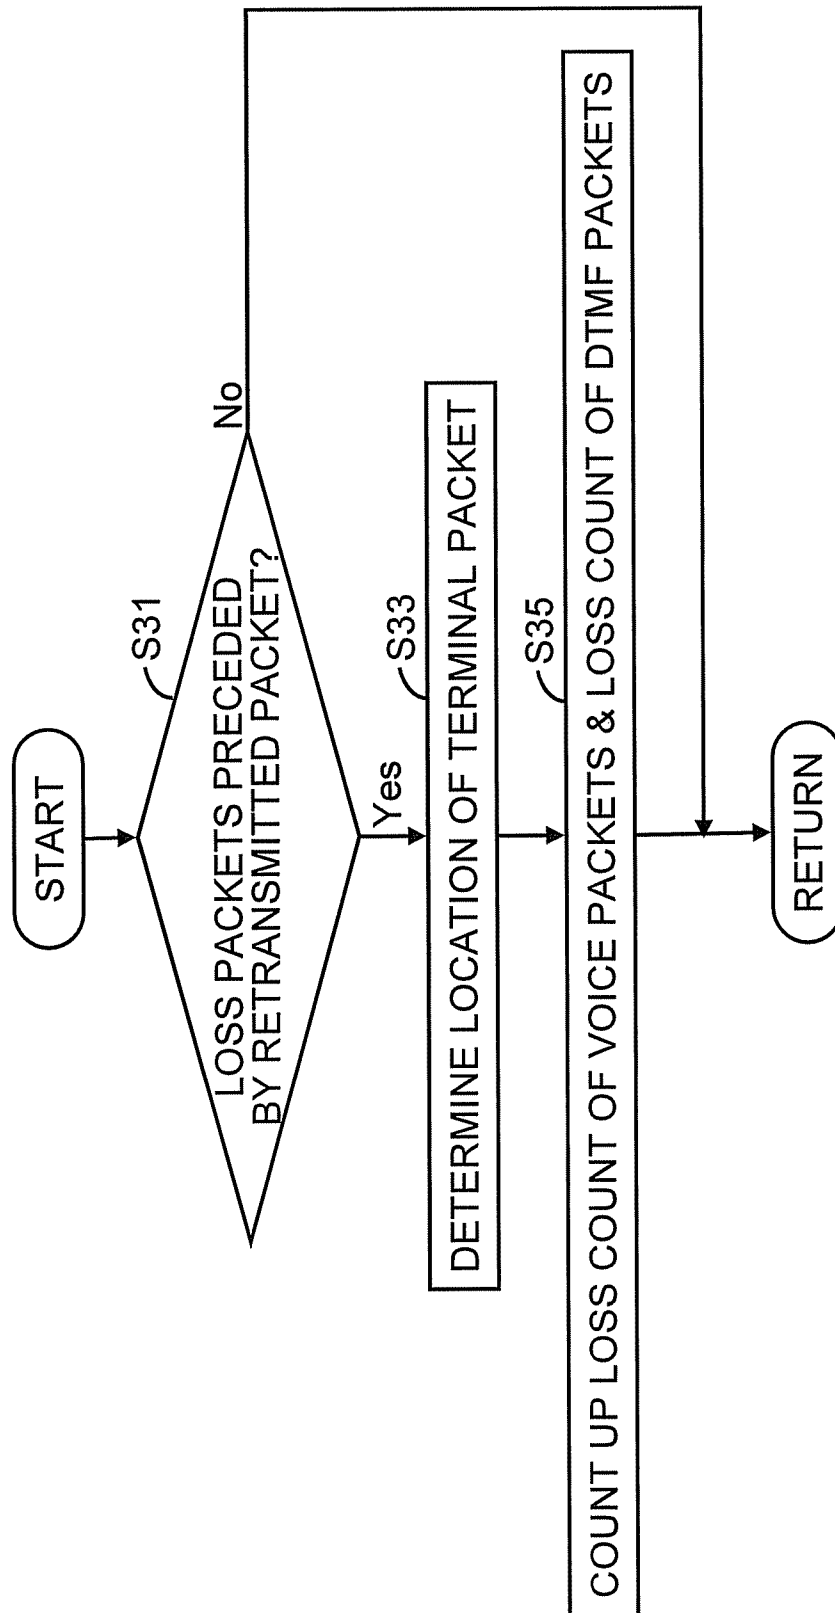 START
S31
LOSS PACKETS PRECEDED
BY RETRANSMITTED PACKET?
No
Yes
S33
DETERMINE LOCATION OF TERMINAL PACKET
S35
COUNT UP LOSS COUNT OF VOICE PACKETS & LOSS COUNT OF DTMF PACKETS
RETURN